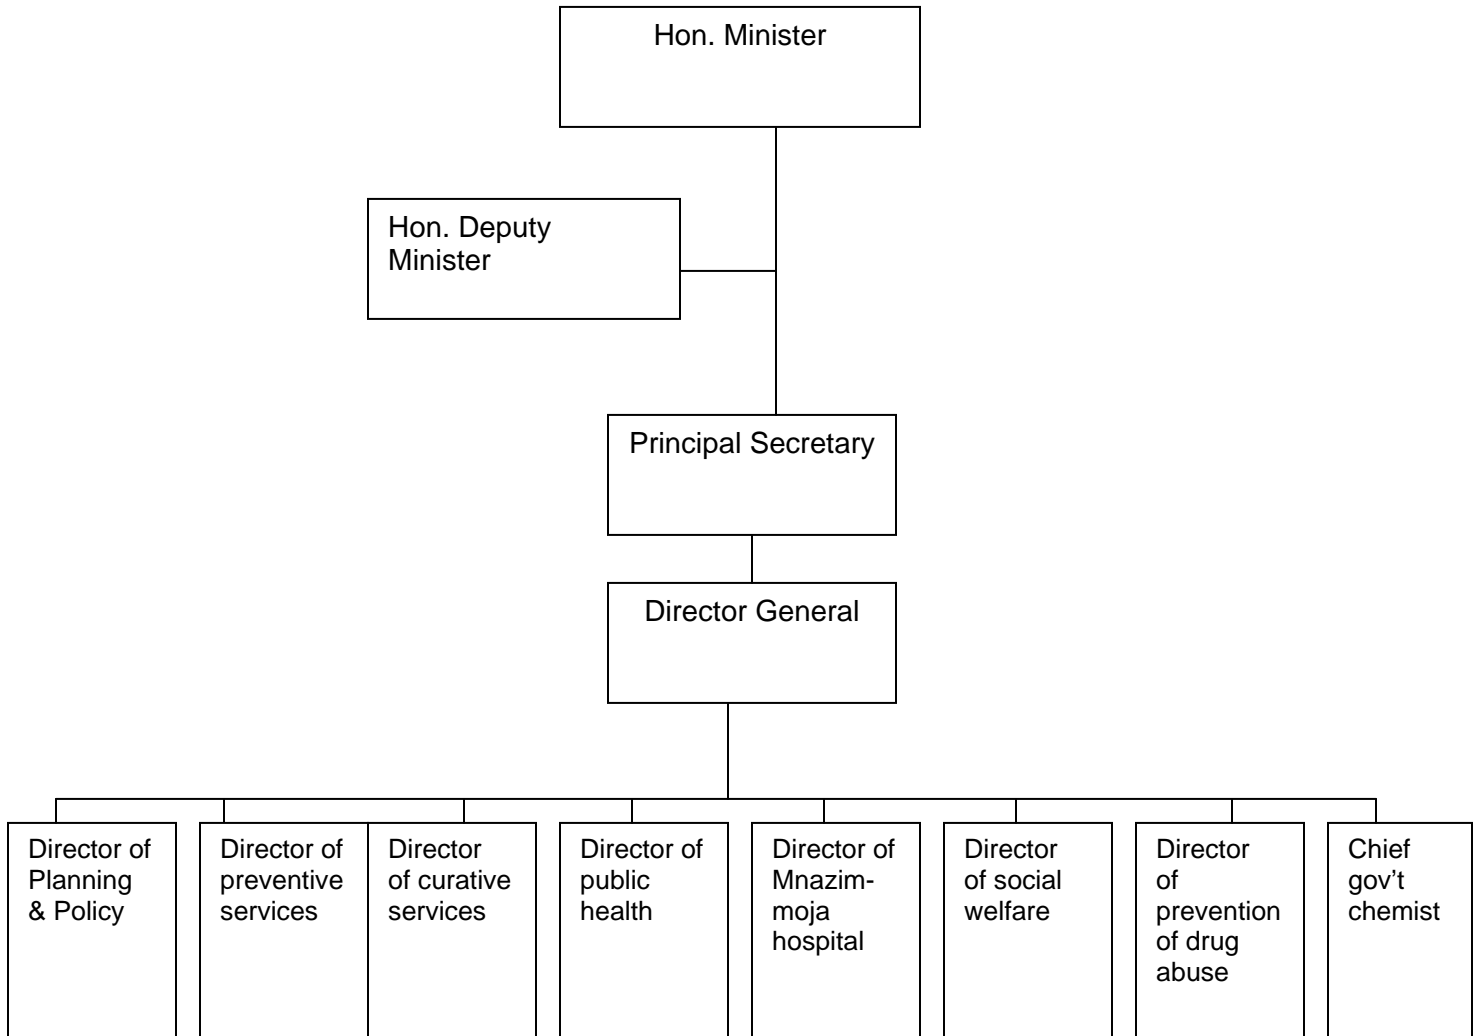 Hon. Minister
Hon. Deputy
Minister
Principal Secretary
Director General
Director of
Planning
& Policy
Director of
preventive
services
Director
of curative
services
Director of
public
health
Director of
Mnazim-
moja
hospital
Director
of social
welfare
Director
of
prevention
of drug
abuse
Chief
gov’t
chemist